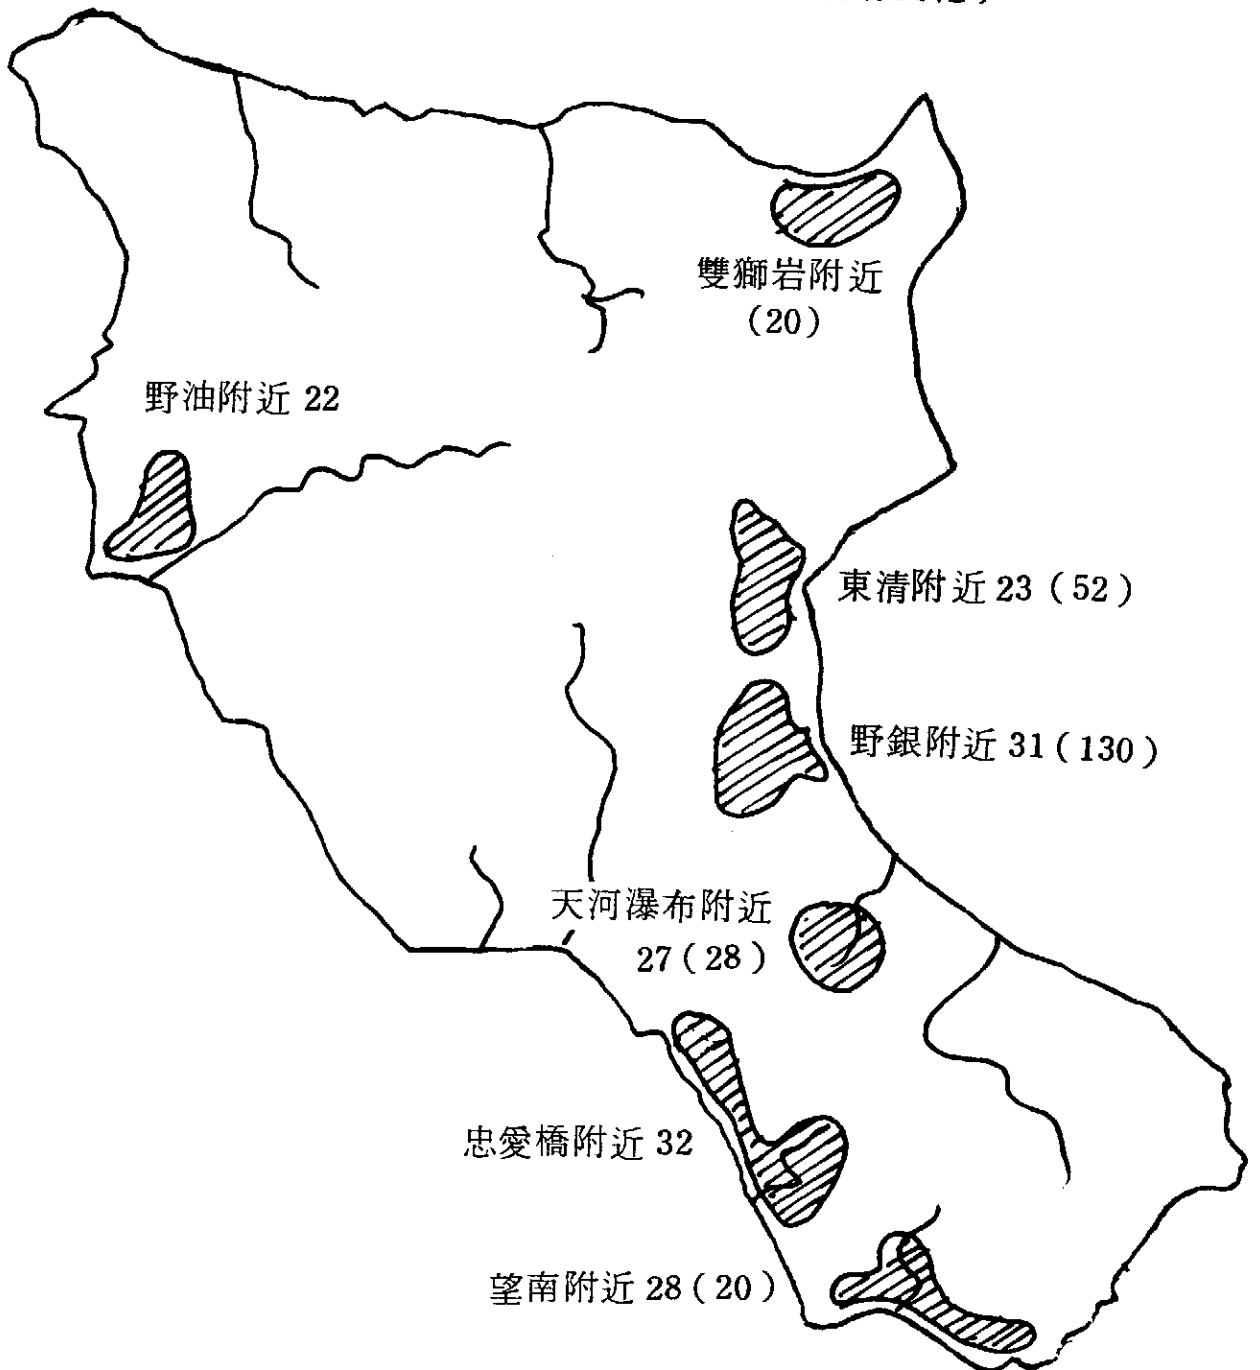 雙獅岩附近
(20)
野油附近 22
東清附近 23 (52)
野銀附近 31 (130)
天河瀑布附近
27 (28)
忠愛橋附近 32
望南附近 28 (20)